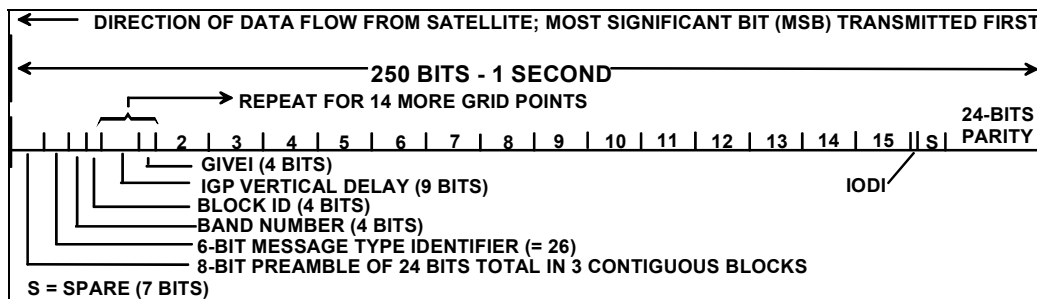 DIRECTION OF DATA FLOW FROM SATELLITE; MOST SIGNIFICANT BIT (MSB) TRANSMITTED FIRST
250 BITS - 1 SECOND
REPEAT FOR 14 MORE GRID POINTS
24-BITS
PARITY
2 3 4 5 6 7 8 9 10 11 12 13 14 15 S
GIVEI (4 BITS)
IODI
IGP VERTICAL DELAY (9 BITS)
BLOCK ID (4 BITS)
BAND NUMBER (4 BITS)
6-BIT MESSAGE TYPE IDENTIFIER (= 26)
8-BIT PREAMBLE OF 24 BITS TOTAL IN 3 CONTIGUOUS BLOCKS
S = SPARE (7 BITS)